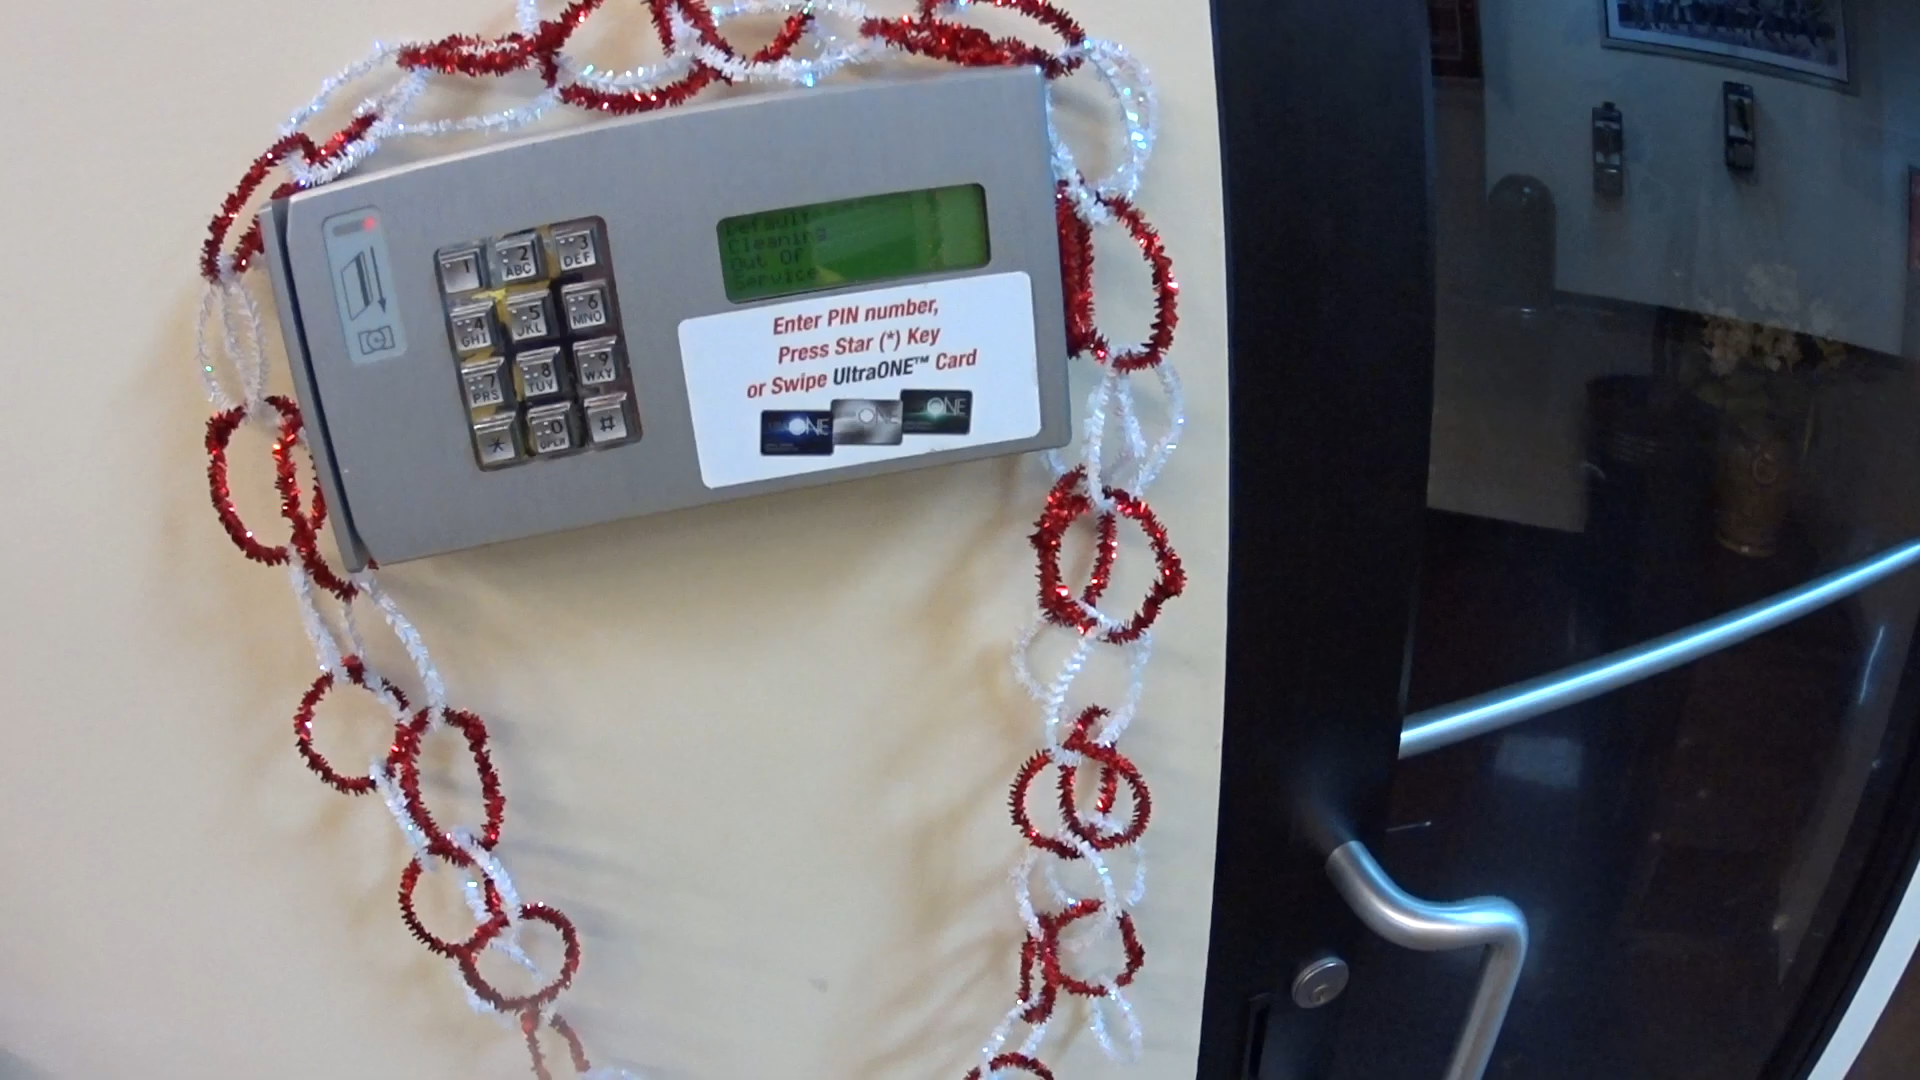 Default
Cleaning
Out Of
Service
Enter PIN number,
Press Star (*) Key
or Swipe UltraONE™ Card
ONE ONE ONE
1 2 ABC 3 DEF
4 GHI 5 JKL 6 MNO
7 PRS 8 TUV 9 WXY
* 0 OPER #